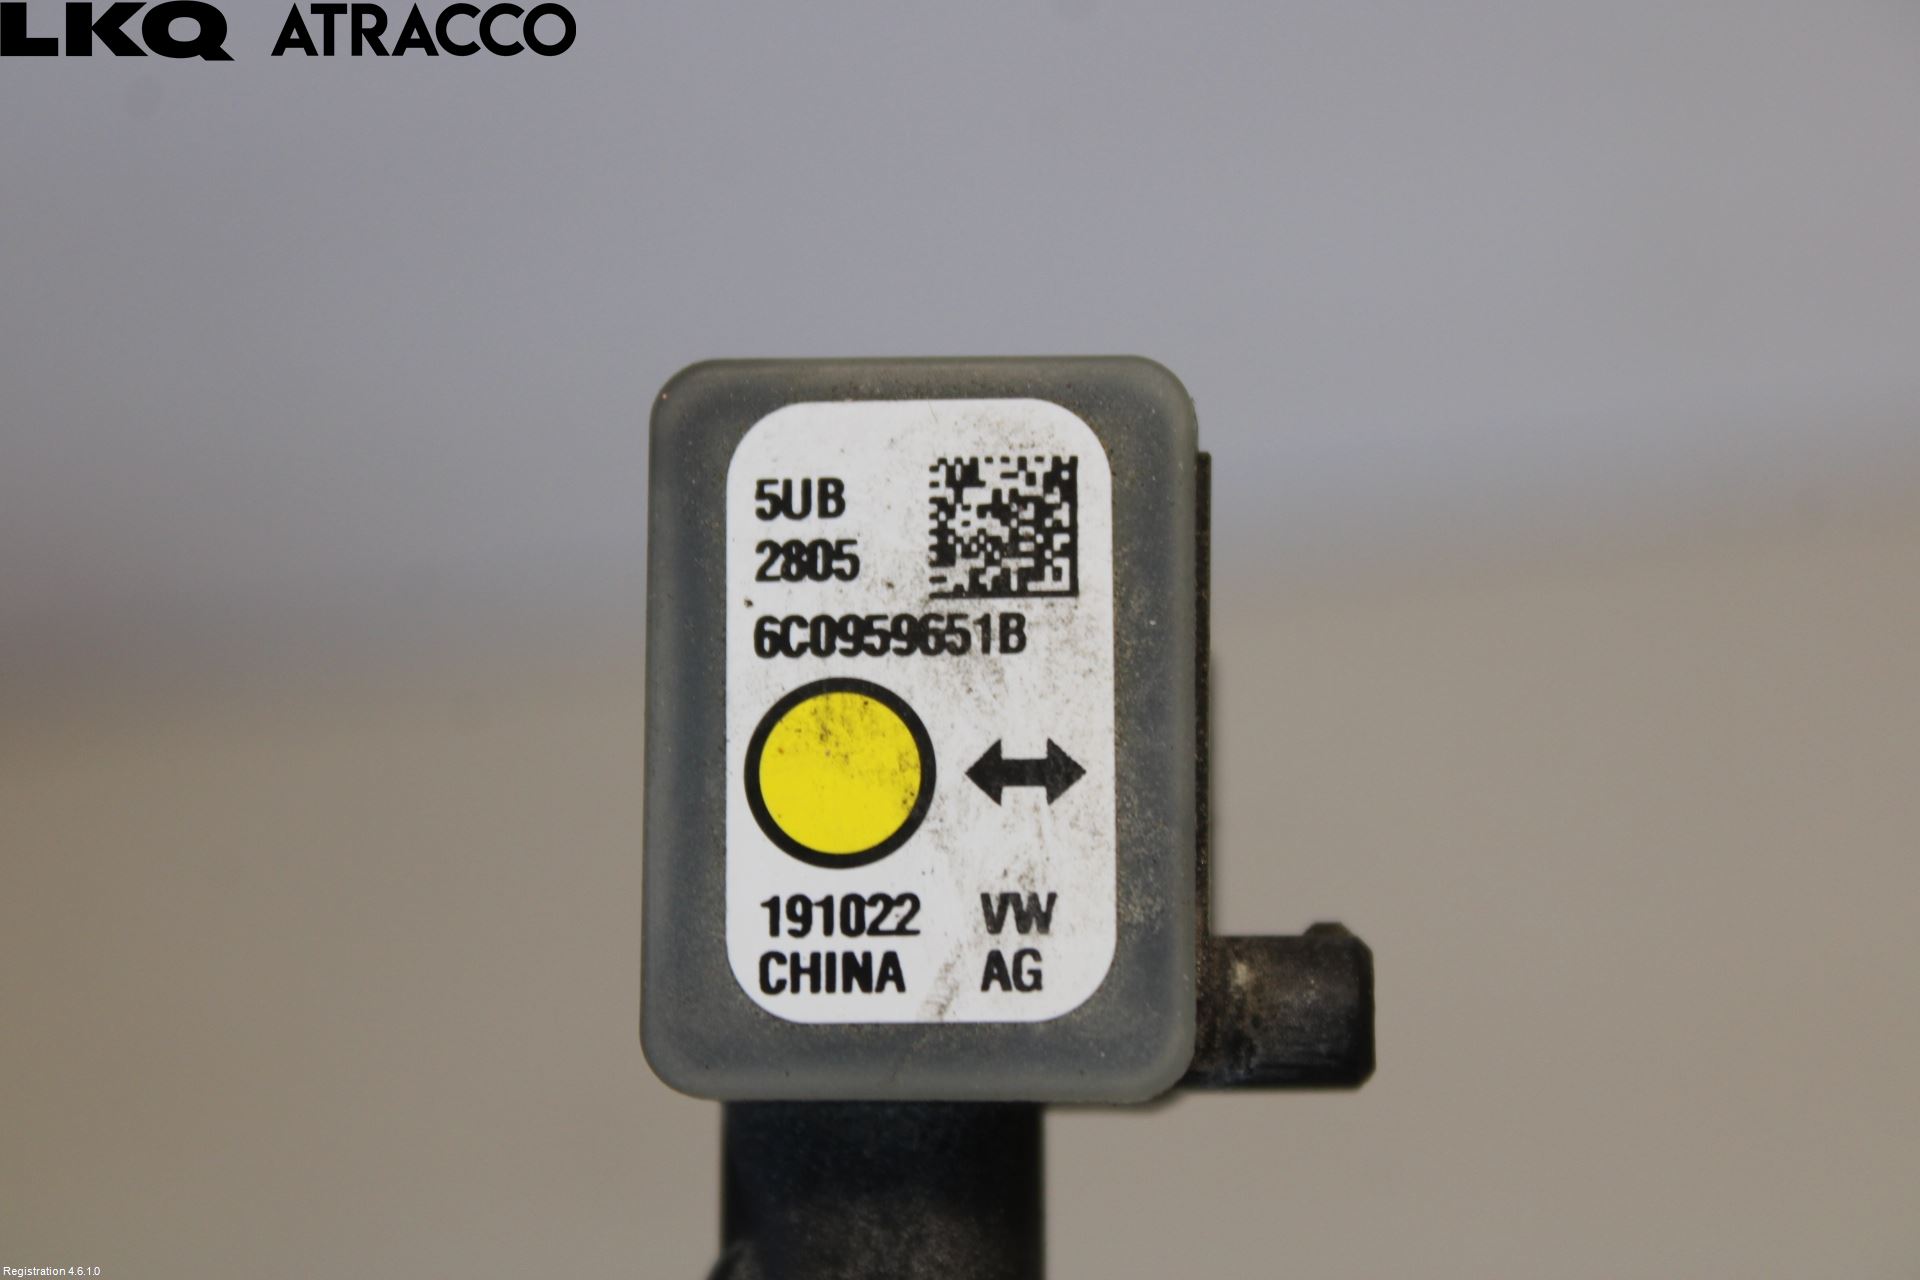 LKQ ATRACCO
5UB
2805
6C0959651B
191022 VW
CHINA AG
Registration 4.6.1.0